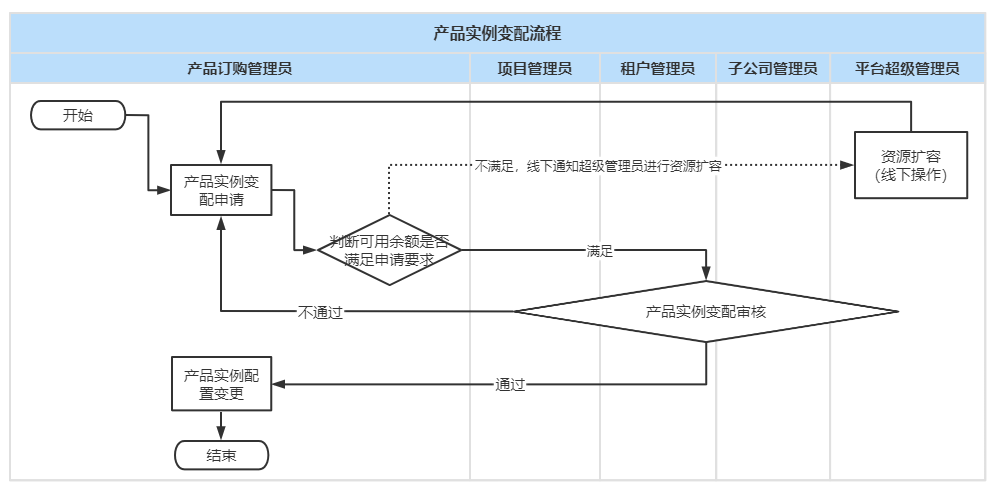 产品实例变配流程
产品订购管理员
项目管理员
租户管理员
子公司管理员
平台超级管理员
开始
产品实例变
配申请
不满足，线下通知超级管理员进行资源扩容
资源扩容
(线下操作)
判断可用余额是否
满足申请要求
满足
不通过
产品实例变配审核
产品实例配
置变更
通过
结束